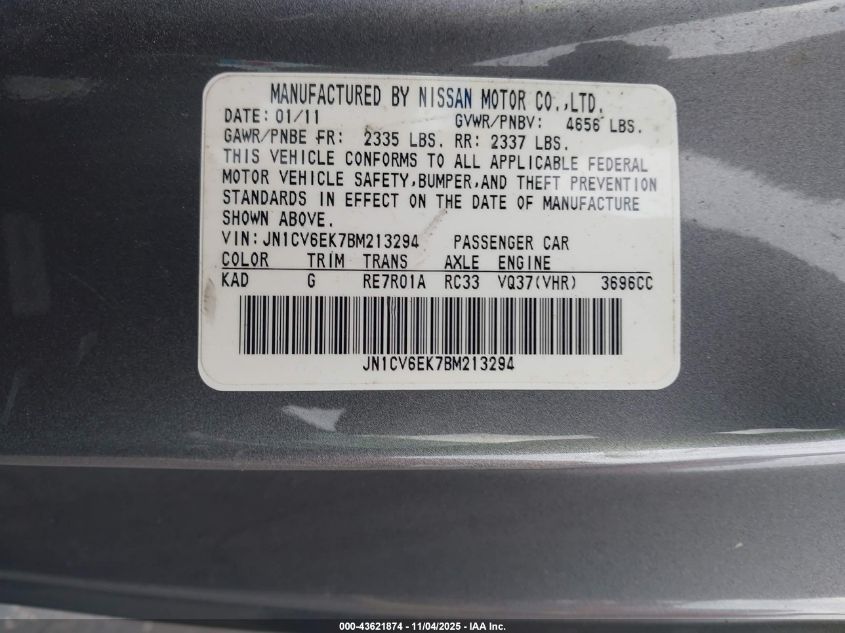 MANUFACTURED BY NISSAN MOTOR CO.,LTD.
DATE: 01/11 GVWR/PNBV: 4656 LBS.
GAWR/PNBE FR: 2335 LBS. RR: 2337 LBS.
THIS VEHICLE CONFORMS TO ALL APPLICABLE FEDERAL
MOTOR VEHICLE SAFETY,BUMPER,AND THEFT PREVENTION
STANDARDS IN EFFECT ON THE DATE OF MANUFACTURE
SHOWN ABOVE.
VIN:JN1CV6EK7BM213294 PASSENGER CAR
COLOR TRIM TRANS AXLE ENGINE
KAD G RE7R01A RC33 VQ37(VHR) 3696CC
JN1CV6EK7BM213294
000-43621874 - 11/04/2025 - IAA Inc.